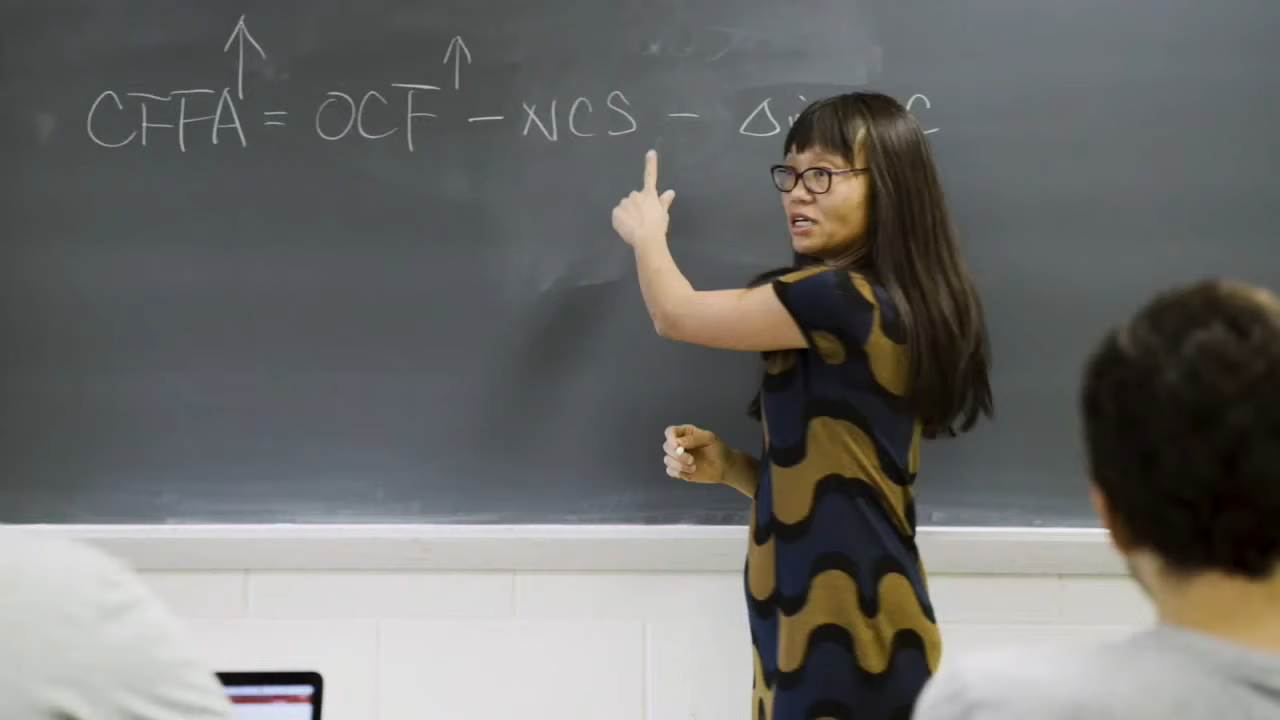 CFFA↑ = OCF↑ - NCS - Δ